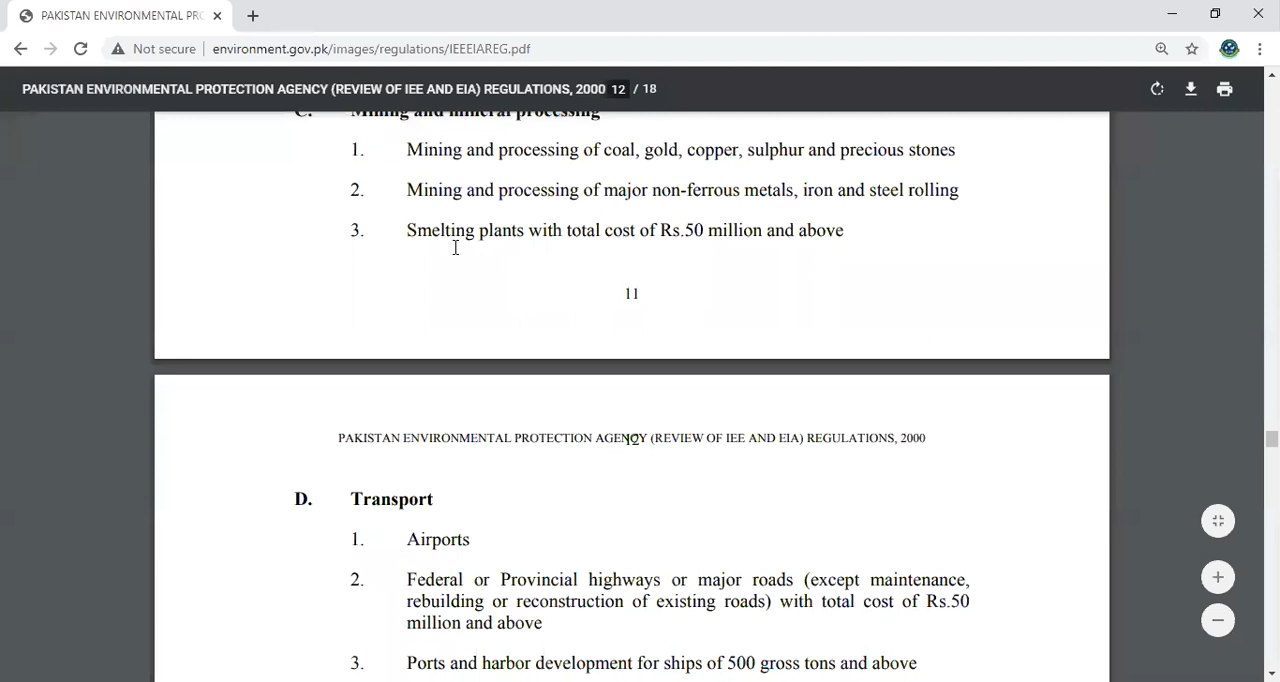 PAKISTAN ENVIRONMENTAL PRO
Not secure | environment.gov.pk/images/regulations/IEEEIAREG.pdf
PAKISTAN ENVIRONMENTAL PROTECTION AGENCY (REVIEW OF IEE AND EIA) REGULATIONS, 2000 12 / 18
C. Mining and mineral processing
1. Mining and processing of coal, gold, copper, sulphur and precious stones
2. Mining and processing of major non-ferrous metals, iron and steel rolling
3. Smelting plants with total cost of Rs.50 million and above
11
PAKISTAN ENVIRONMENTAL PROTECTION AGENCY (REVIEW OF IEE AND EIA) REGULATIONS, 2000
12
D. Transport
1. Airports
2. Federal or Provincial highways or major roads (except maintenance,
rebuilding or reconstruction of existing roads) with total cost of Rs.50
million and above
3. Ports and harbor development for ships of 500 gross tons and above